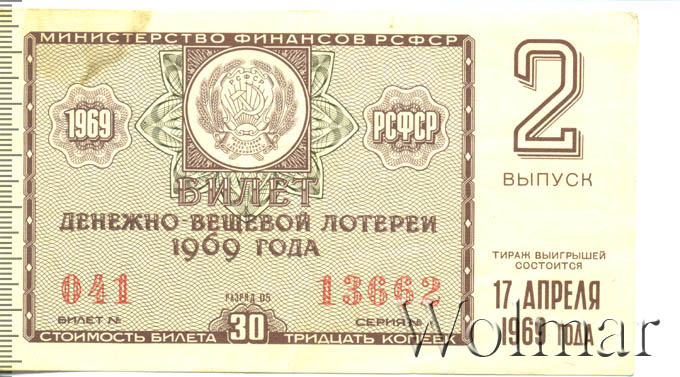 МИНИСТЕРСТВО ФИНАНСОВ РСФСР
РСФСР
1969
РСФСР
БИЛЕТ
ДЕНЕЖНО ВЕЩЕВОЙ ЛОТЕРЕИ
1969 ГОДА
041
РАЗРЯД 05
13662
БИЛЕТ №
СЕРИЯ №
СТОИМОСТЬ БИЛЕТА 30 ТРИДЦАТЬ КОПЕЕК
2
ВЫПУСК
ТИРАЖ ВЫИГРЫШЕЙ
СОСТОИТСЯ
17 АПРЕЛЯ
1969 ГОДА
Wolmar